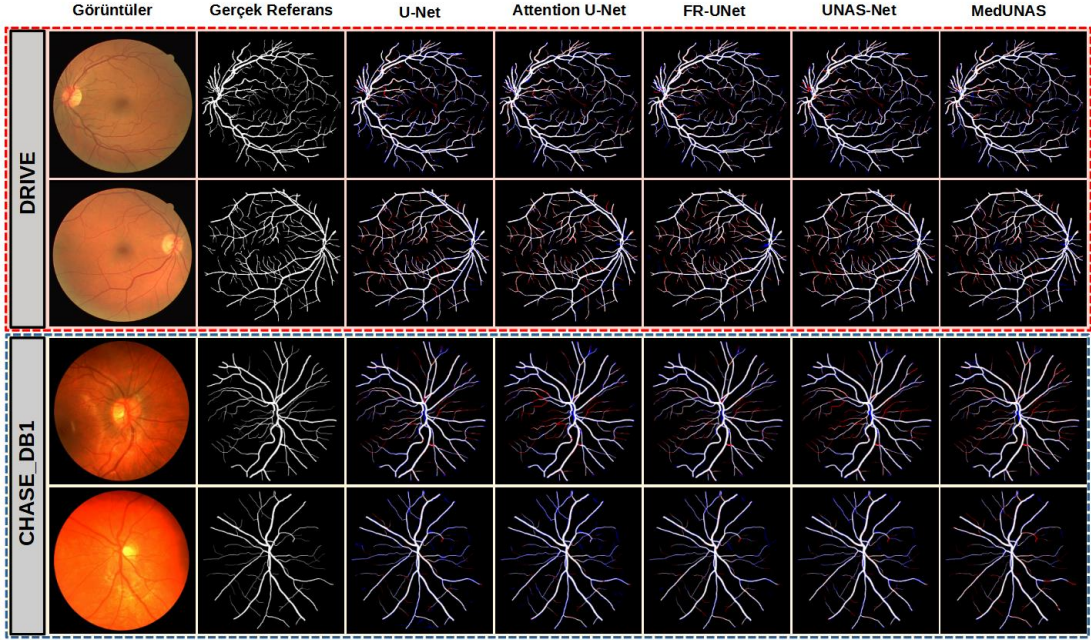 Görüntüler Gerçek Referans U-Net Attention U-Net FR-UNet UNAS-Net MedUNAS
DRIVE
CHASE_DB1